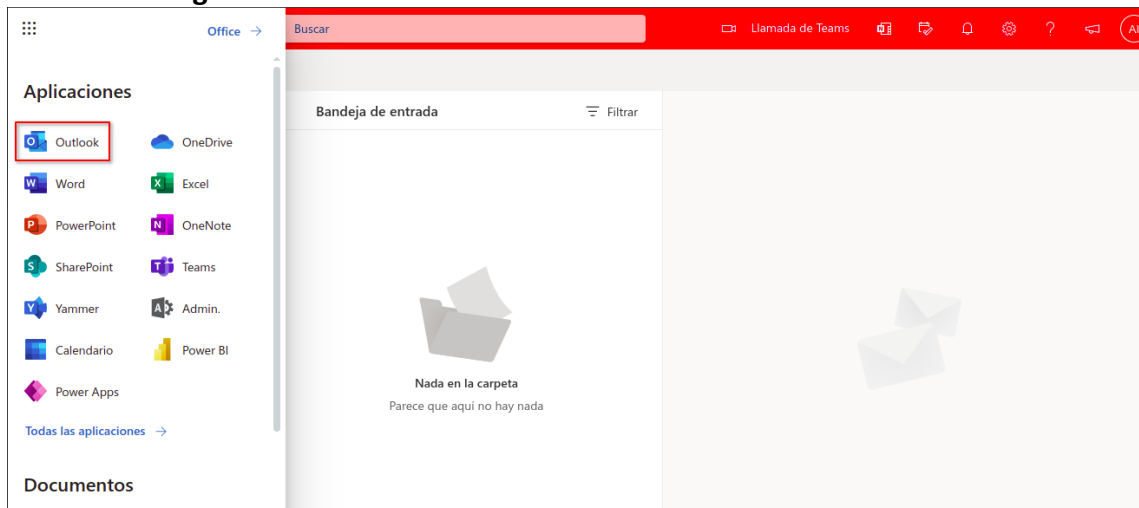 Office →
Buscar
Llamada de Teams
Aplicaciones
Bandeja de entrada
Filtrar
Outlook
OneDrive
Word
Excel
PowerPoint
OneNote
SharePoint
Teams
Yammer
Admin.
Calendario
Power BI
Power Apps
Nada en la carpeta
Parece que aquí no hay nada
Todas las aplicaciones →
Documentos